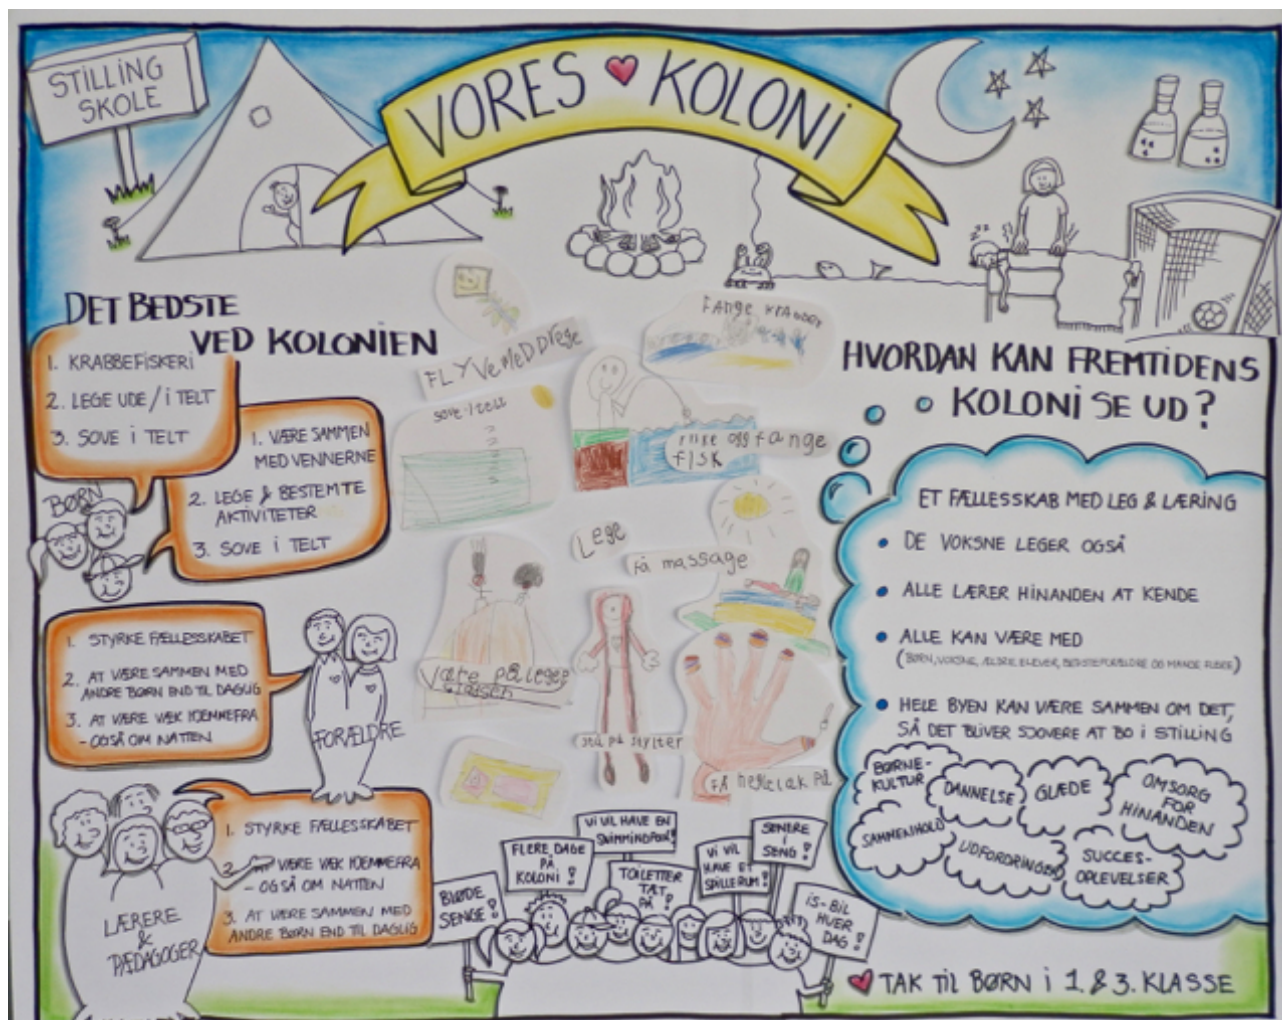 STILLING
SKOLE
VORES KOLONI
DET BEDSTE
VED KOLONIEN
1. KRABBEFISKERI
2. LEGE UDE / I TELT
3. SOVE I TELT
1. VÆRE SAMMEN
MED VENNERNE
2. LEGE & BESTEMTE
AKTIVITETER
3. SOVE I TELT
BØRN
1. STYRKE FÆLLESSKABET
2. AT VÆRE SAMMEN MED
ANDRE BØRN END TIL DAGLIG
3. AT VÆRE VÆK HJEMMEFRA
- OGSÅ OM NATTEN
FORÆLDRE
1. STYRKE FÆLLESSKABET
2. VÆRE VÆK HJEMMEFRA
- OGSÅ OM NATTEN
3. AT VÆRE SAMMEN MED
ANDRE BØRN END TIL DAGLIG
LÆRERE
&
PÆDAGOGER
FLYVE MED Drege
FANGE KRABBER
sove i telt
og fange
fisk
Lege
Få massage
Være på lege
stå på stylter
FÅ neglelak på
BLØDE
SENGE!
FLERE DAGE
PÅ
KOLONI!
VI VIL HAVE EN
SWIMMINGPOOL!
TOILETTER
TÆT
PÅ!
VI VIL
HAVE ET
SPILLERUM!
SENERE
I SENG!
IS-BIL
HVER
DAG!
HVORDAN KAN FREMTIDENS
KOLONI SE UD?
ET FÆLLESSKAB MED LEG & LÆRING
• DE VOKSNE LEGER OGSÅ
• ALLE LÆRER HINANDEN AT KENDE
• ALLE KAN VÆRE MED
(BØRN, VOKSNE, ÆLDRE ELEVER, BEDSTEFORÆLDRE OG MANGE FLERE)
• HELE BYEN KAN VÆRE SAMMEN OM DET,
SÅ DET BLIVER SJOVERE AT BO I STILLING
BØRNE-
KULTUR
DANNELSE
GLÆDE
OMSORG
FOR
HINANDEN
SAMMENHOLD
UDFORDRINGER
SUCCES-
OPLEVELSER
TAK TIL BØRN I 1. & 3. KLASSE